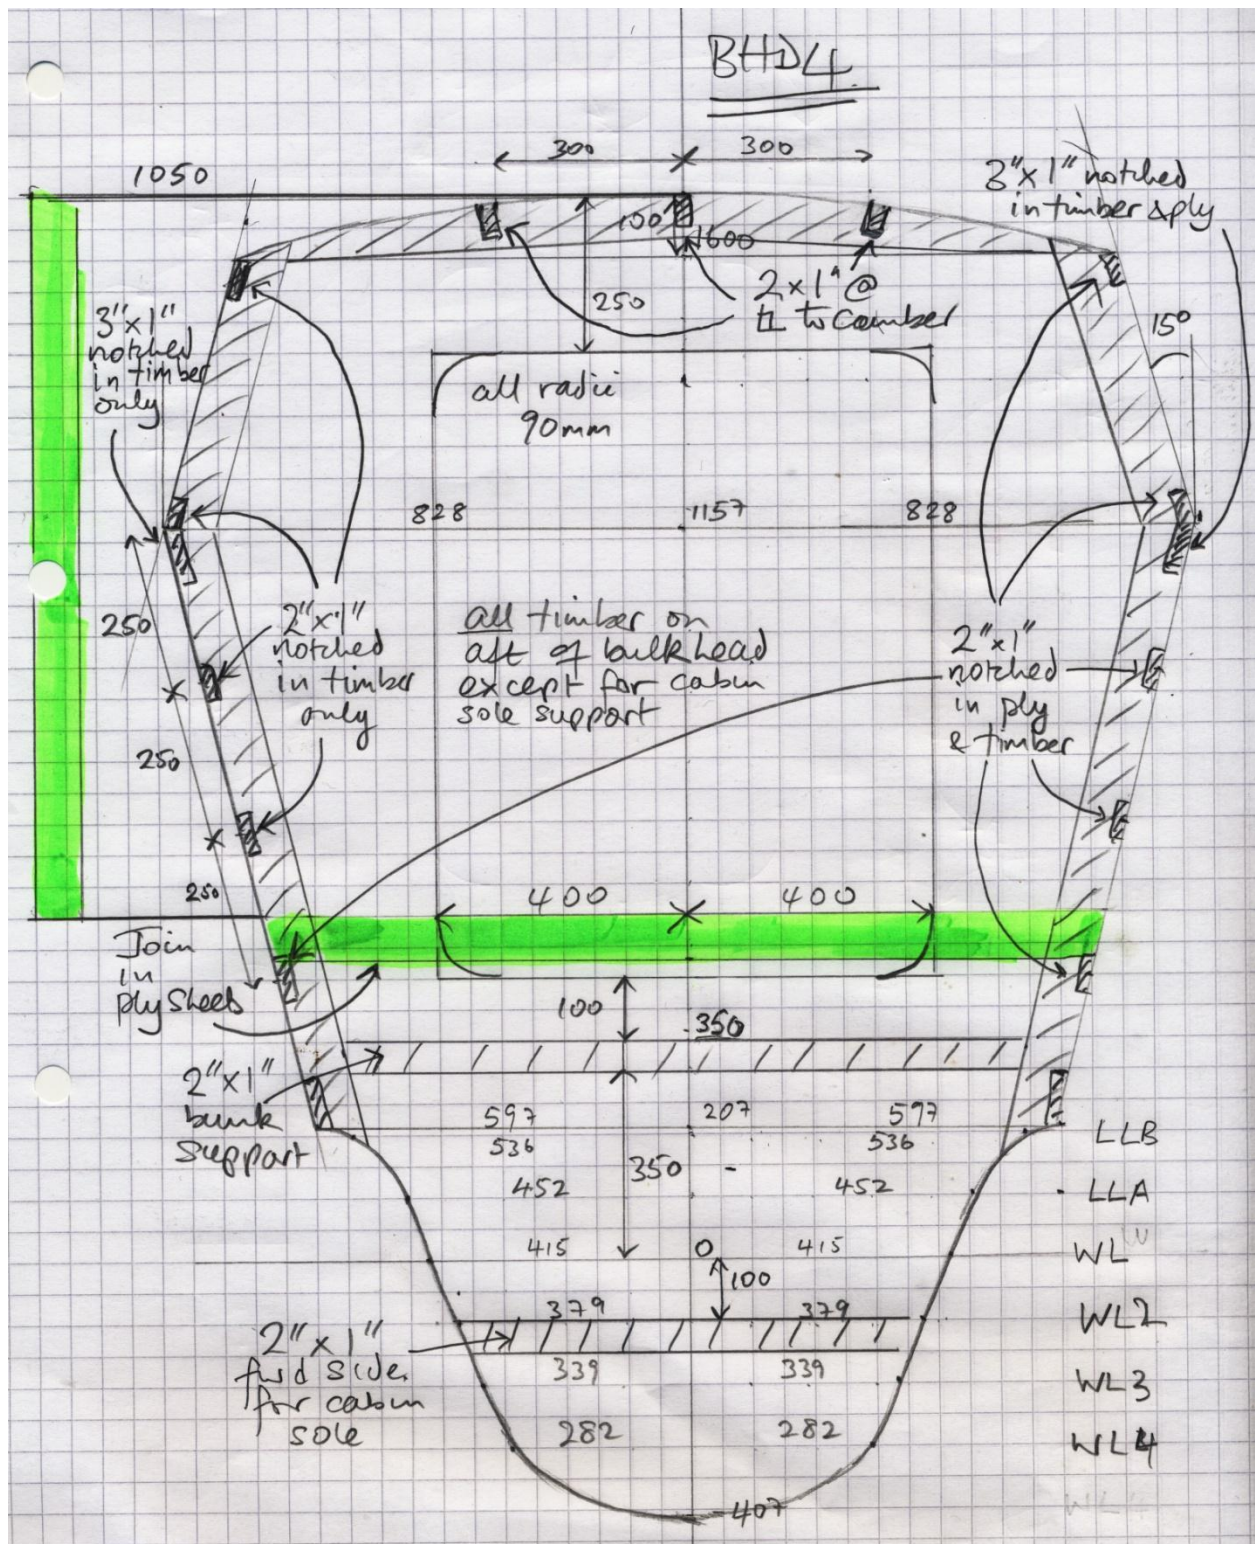 BHD4
300
300
1050
3"x1" notched
in timber & ply
100
1600
250
2x1" @
to camber
15°
3"x1"
notched
in timber
only
all radii
90mm
828
1157
828
250
2"x1"
notched
in timber
only
all timber on
aft of bulkhead
except for cabin
sole support
2"x1"
notched
in ply
& timber
250
250
400
400
Join
in
ply sheets
100
350
2"x1"
bunk
support
597
207
597
LLB
536
536
350
452
452
LLA
415
0
415
WL
100
379
379
WL2
2"x1"
fwd side
for cabin
sole
339
339
WL3
282
282
WL4
407